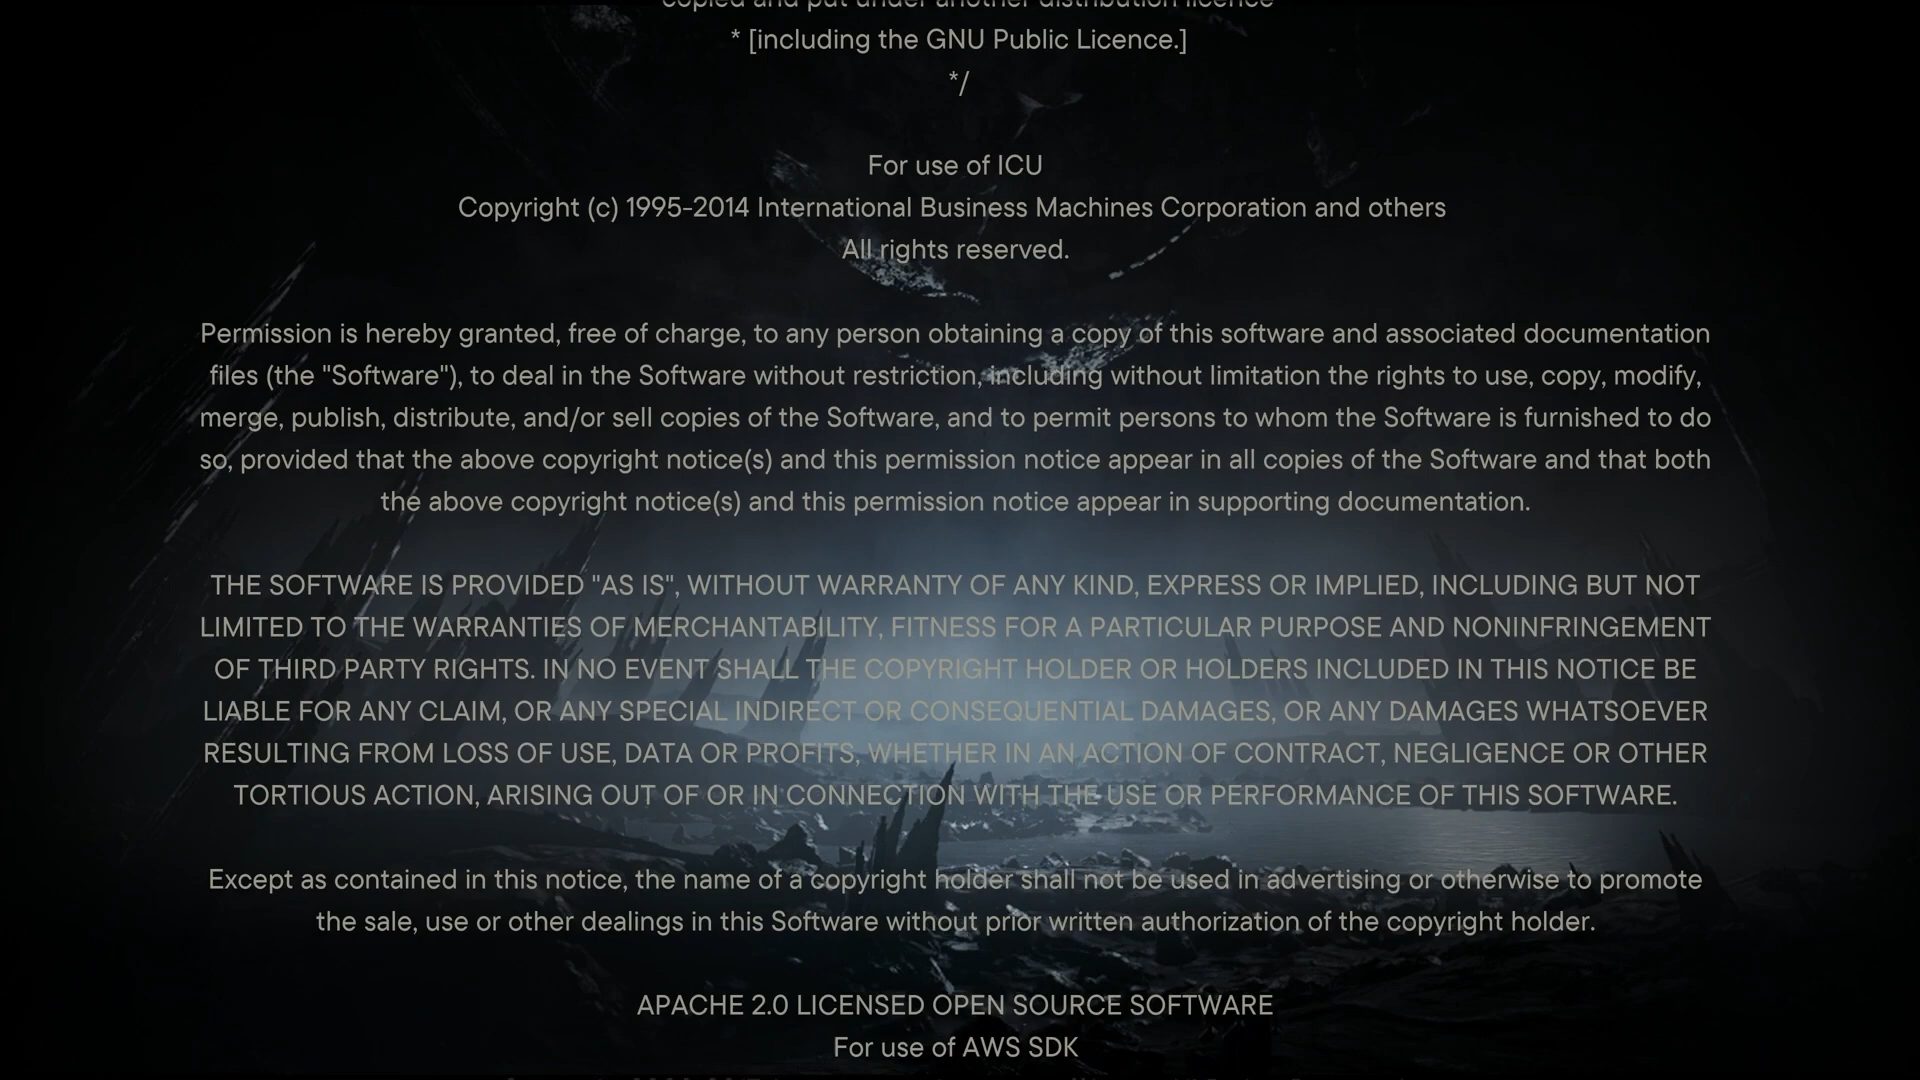 copied and put under another distribution licence
* [including the GNU Public Licence.]
*/
For use of ICU
Copyright (c) 1995-2014 International Business Machines Corporation and others
All rights reserved.
Permission is hereby granted, free of charge, to any person obtaining a copy of this software and associated documentation
files (the "Software"), to deal in the Software without restriction, including without limitation the rights to use, copy, modify,
merge, publish, distribute, and/or sell copies of the Software, and to permit persons to whom the Software is furnished to do
so, provided that the above copyright notice(s) and this permission notice appear in all copies of the Software and that both
the above copyright notice(s) and this permission notice appear in supporting documentation.
THE SOFTWARE IS PROVIDED "AS IS", WITHOUT WARRANTY OF ANY KIND, EXPRESS OR IMPLIED, INCLUDING BUT NOT
LIMITED TO THE WARRANTIES OF MERCHANTABILITY, FITNESS FOR A PARTICULAR PURPOSE AND NONINFRINGEMENT
OF THIRD PARTY RIGHTS. IN NO EVENT SHALL THE COPYRIGHT HOLDER OR HOLDERS INCLUDED IN THIS NOTICE BE
LIABLE FOR ANY CLAIM, OR ANY SPECIAL INDIRECT OR CONSEQUENTIAL DAMAGES, OR ANY DAMAGES WHATSOEVER
RESULTING FROM LOSS OF USE, DATA OR PROFITS, WHETHER IN AN ACTION OF CONTRACT, NEGLIGENCE OR OTHER
TORTIOUS ACTION, ARISING OUT OF OR IN CONNECTION WITH THE USE OR PERFORMANCE OF THIS SOFTWARE.
Except as contained in this notice, the name of a copyright holder shall not be used in advertising or otherwise to promote
the sale, use or other dealings in this Software without prior written authorization of the copyright holder.
APACHE 2.0 LICENSED OPEN SOURCE SOFTWARE
For use of AWS SDK